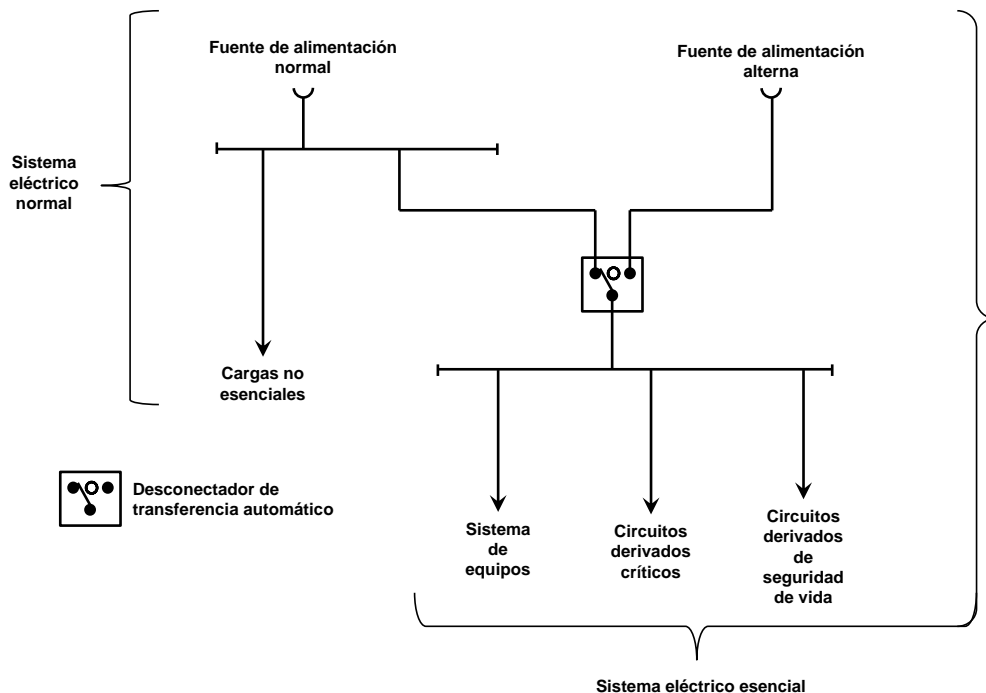 Fuente de alimentación
normal
Fuente de alimentación
alterna
Sistema
eléctrico
normal
Cargas no
esenciales
Desconectador de
transferencia automático
Sistema
de
equipos
Circuitos
derivados
críticos
Circuitos
derivados
de
seguridad
de vida
Sistema eléctrico esencial